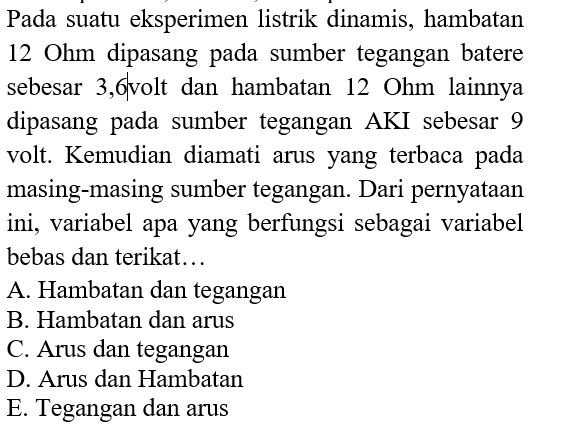 Pada suatu eksperimen listrik dinamis, hambatan
12 Ohm dipasang pada sumber tegangan batere
sebesar 3,6volt dan hambatan 12 Ohm lainnya
dipasang pada sumber tegangan AKI sebesar 9
volt. Kemudian diamati arus yang terbaca pada
masing-masing sumber tegangan. Dari pernyataan
ini, variabel apa yang berfungsi sebagai variabel
bebas dan terikat…
A. Hambatan dan tegangan
B. Hambatan dan arus
C. Arus dan tegangan
D. Arus dan Hambatan
E. Tegangan dan arus